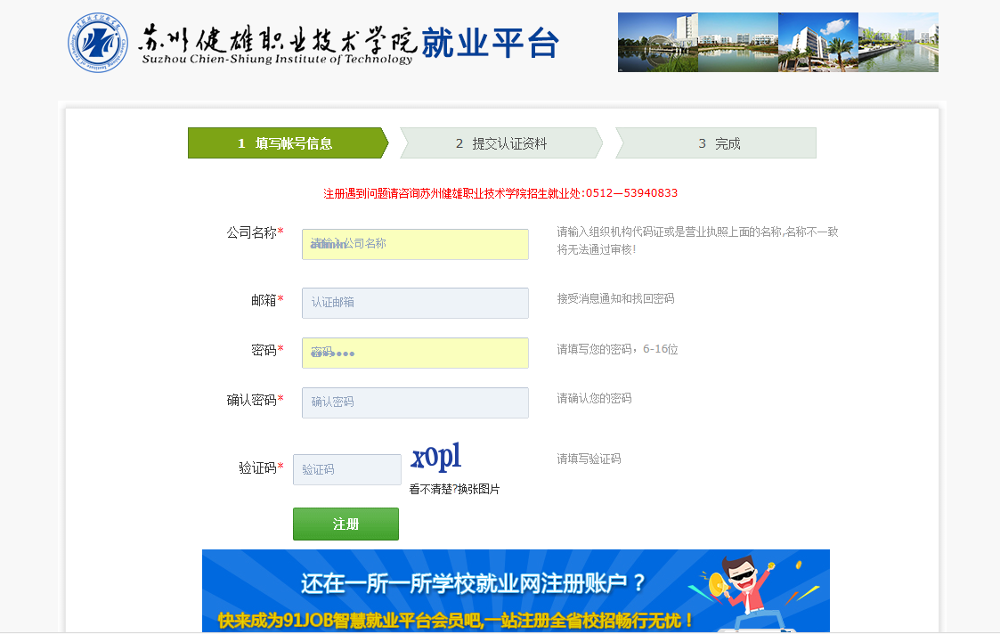 苏州健雄职业技术学院就业平台
Suzhou Chien-Shiung Institute of Technology
1 填写帐号信息
2 提交认证资料
3 完成
注册遇到问题请咨询苏州健雄职业技术学院招生就业处:0512—53940833
公司名称*
请输入公司名称
admin
请输入组织机构代码证或是营业执照上面的名称,名称不一致
将无法通过审核!
邮箱*
认证邮箱
接受消息通知和找回密码
密码*
密码
•••••••
请填写您的密码，6-16位
确认密码*
确认密码
请确认您的密码
验证码*
验证码
x0pl
请填写验证码
看不清楚?换张图片
注册
还在一所一所学校就业网注册账户？
快来成为91JOB智慧就业平台会员吧,一站注册全省校招畅行无忧！